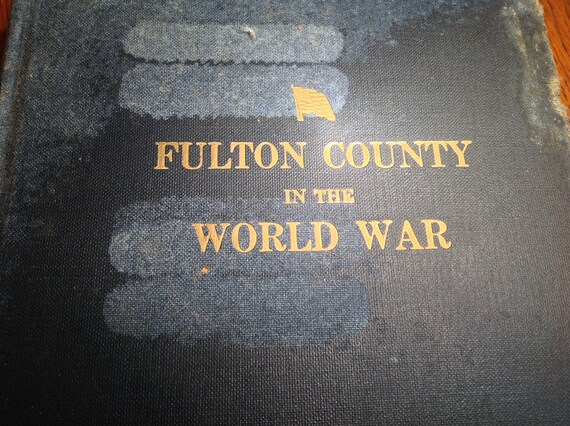 FULTON COUNTY
IN THE
WORLD WAR